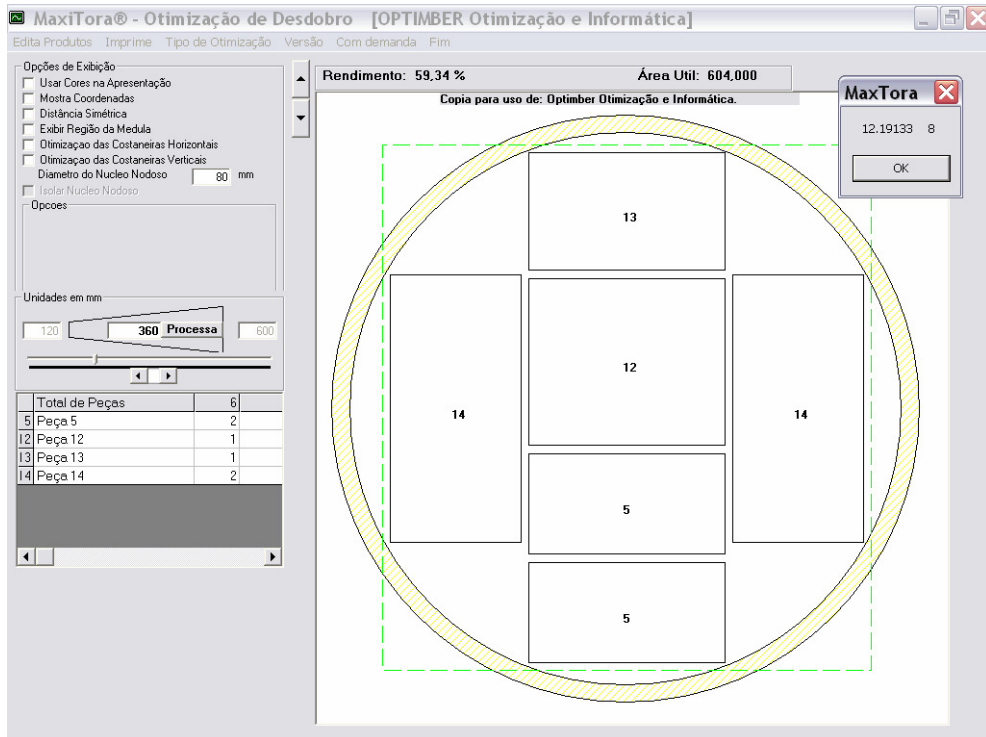 MaxiTora® - Otimização de Desdobro [OPTIMBER Otimização e Informática]
Edita Produtos Imprime Tipo de Otimização Versão Com demanda Fim
Opções de Exibição
Usar Cores na Apresentação
Mostra Coordenadas
Distância Simétrica
Exibir Região da Medula
Otimizaçao das Costaneiras Horizontais
Otimizaçao das Costaneiras Verticais
Diametro do Nucleo Nodoso 80 mm
Isolar Nucleo Nodoso
Opcoes
Unidades em mm
120 360 Processa 600
Total de Peças 6
5 Peça 5 2
12 Peça 12 1
13 Peça 13 1
14 Peça 14 2
Rendimento: 59,34 % Área Util: 604,000
Copia para uso de: Optimber Otimização e Informática.
13
12
14 14
5
5
MaxTora
12.19133 8
OK